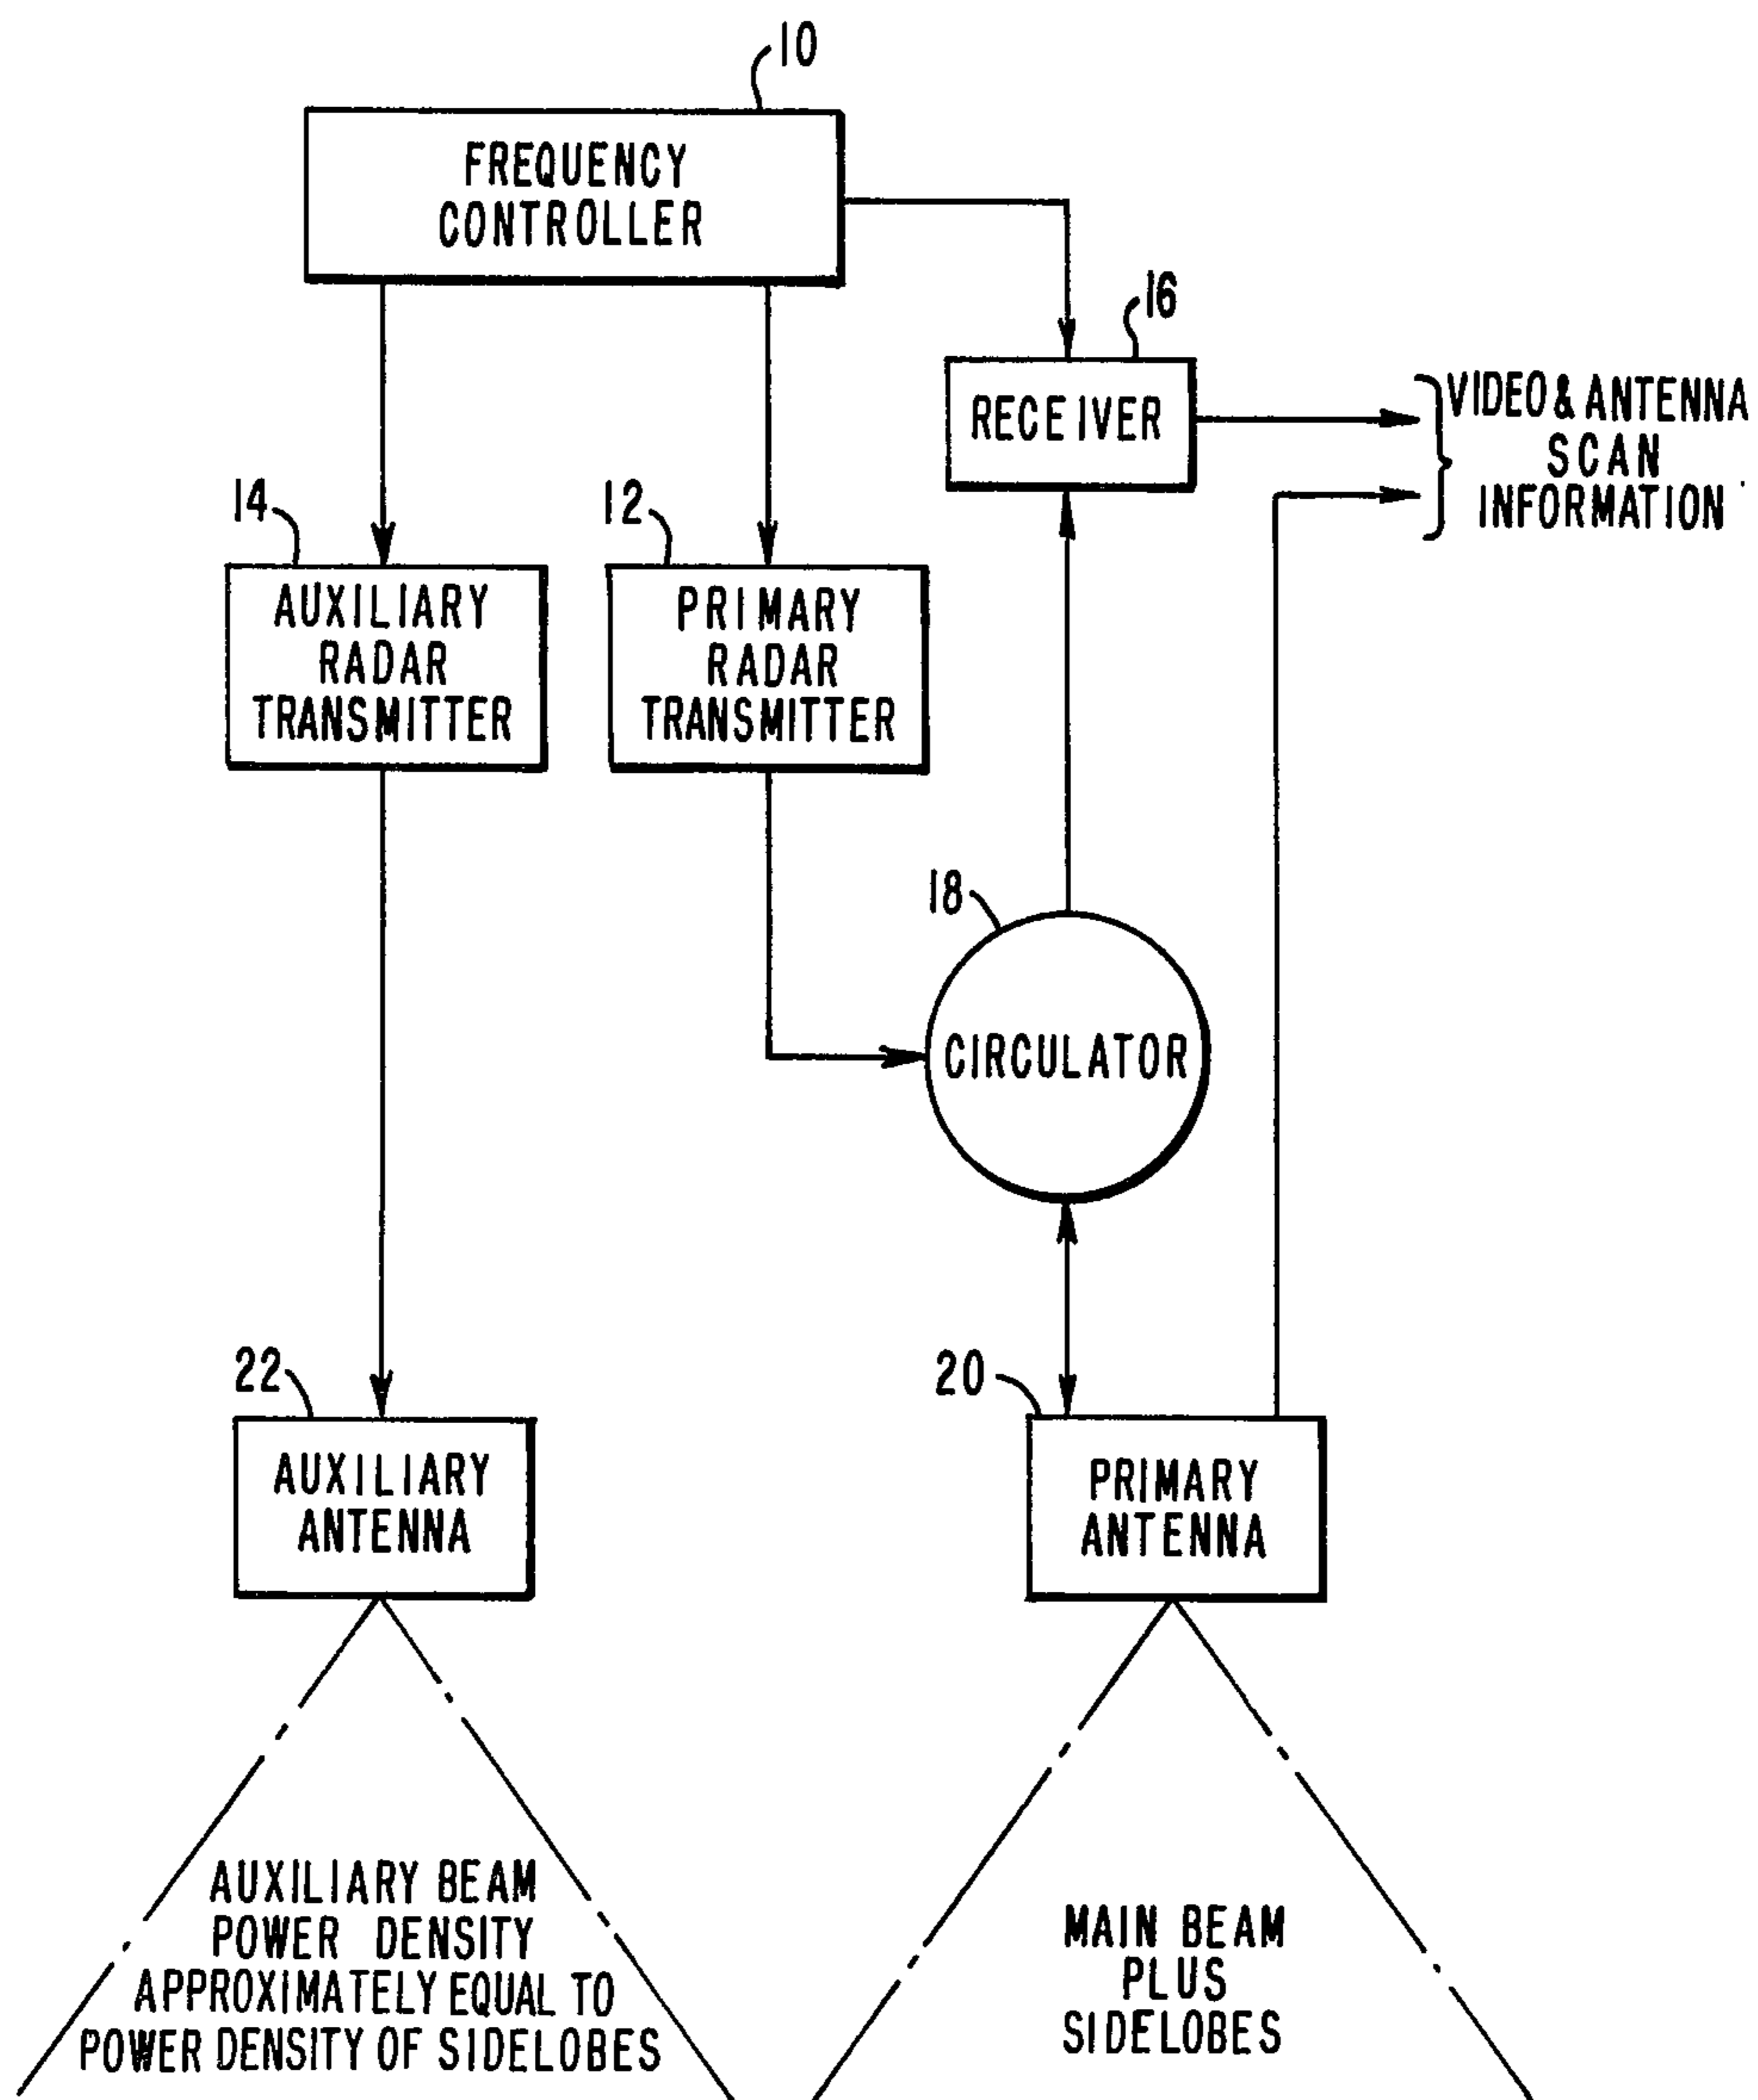 10
FREQUENCY
CONTROLLER
16
RECEIVER
VIDEO & ANTENNA
SCAN
INFORMATION
14
12
AUXILIARY
RADAR
TRANSMITTER
PRIMARY
RADAR
TRANSMITTER
18
CIRCULATOR
22
20
AUXILIARY
ANTENNA
PRIMARY
ANTENNA
AUXILIARY BEAM
POWER DENSITY
APPROXIMATELY EQUAL TO
POWER DENSITY OF SIDELOBES
MAIN BEAM
PLUS
SIDELOBES